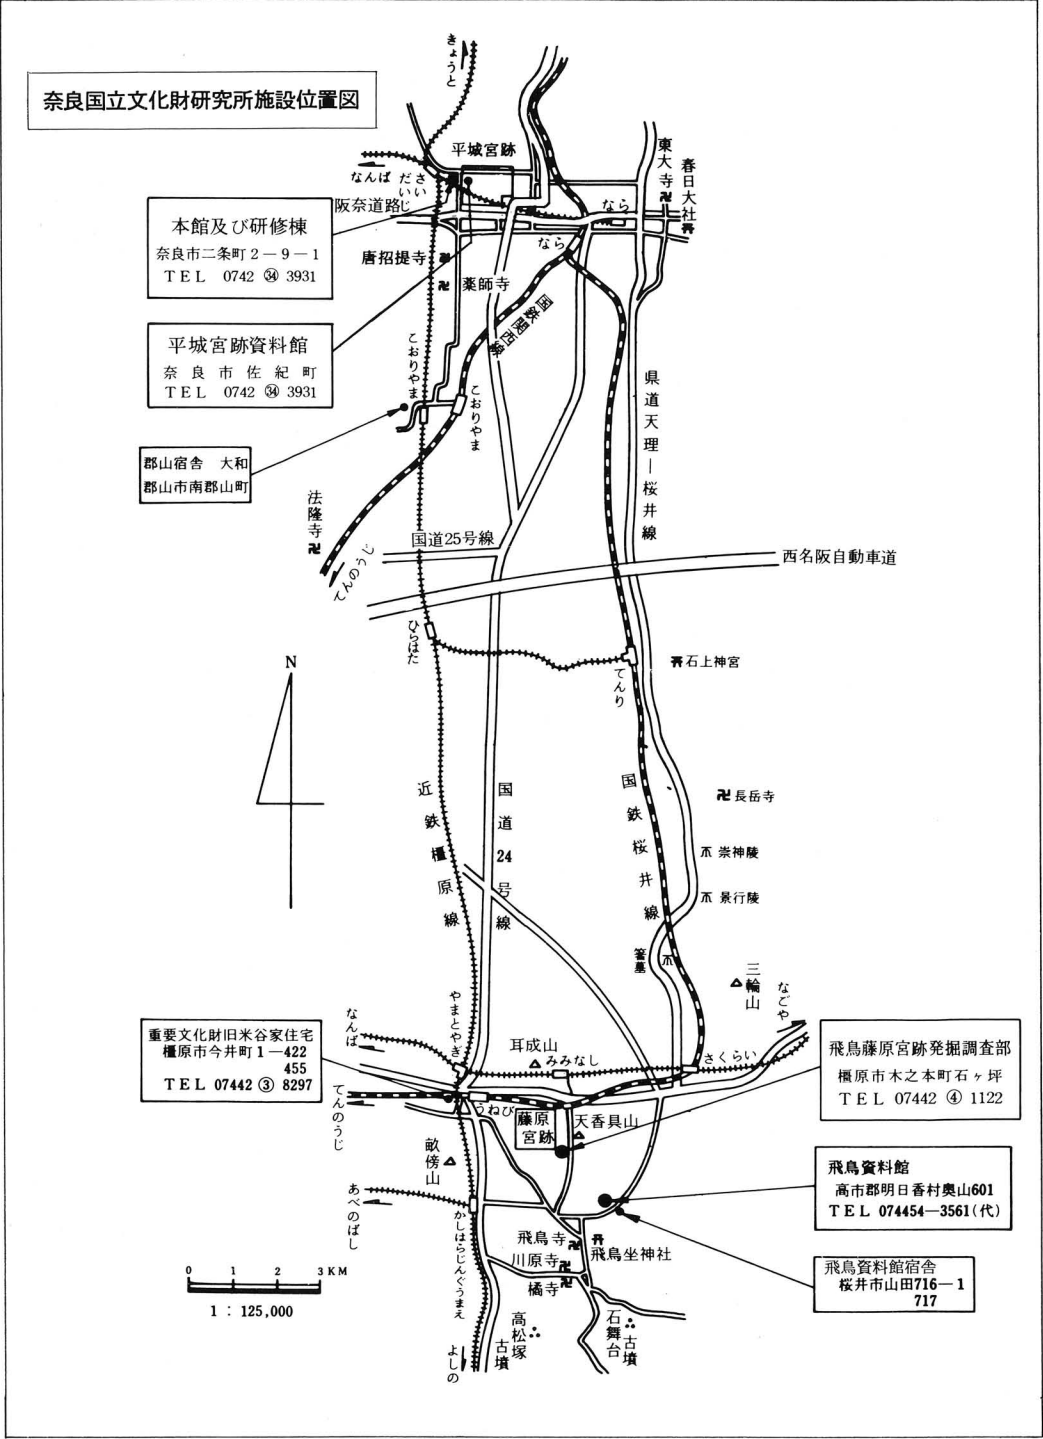 奈良国立文化財研究所施設位置図
きょうと
平城宮跡
なんば
さいだいじ
阪奈道路
東大寺
春日大社
なら
なら
本館及び研修棟
奈良市二条町2－9－1
TEL 0742 ㉞ 3931
唐招提寺
薬師寺
国鉄関西線
平城宮跡資料館
奈良市佐紀町
TEL 0742 ㉞ 3931
こおりやま
こおりやま
県道天理―桜井線
郡山宿舎 大和
郡山市南郡山町
法隆寺
てんのうじ
国道25号線
西名阪自動車道
ひらはた
てんり
石上神宮
N
近鉄橿原線
国道24号線
国鉄桜井線
長岳寺
崇神陵
景行陵
箸墓
三輪山
なごや
やまとやぎ
なんば
耳成山
みみなし
さくらい
重要文化財旧米谷家住宅
橿原市今井町1―422
455
TEL 07442 ③ 8297
てんのうじ
うねび
藤原
宮跡
天香具山
飛鳥藤原宮跡発掘調査部
橿原市木之本町石ヶ坪
TEL 07442 ④ 1122
畝傍山
あべのばし
かしはらじんぐうまえ
飛鳥資料館
高市郡明日香村奥山601
TEL 074454―3561(代)
飛鳥寺
飛鳥坐神社
川原寺
橘寺
飛鳥資料館宿舎
桜井市山田716－1
717
0 1 2 3 KM
1 : 125,000
高松塚
古墳
石舞台
古墳
よしの